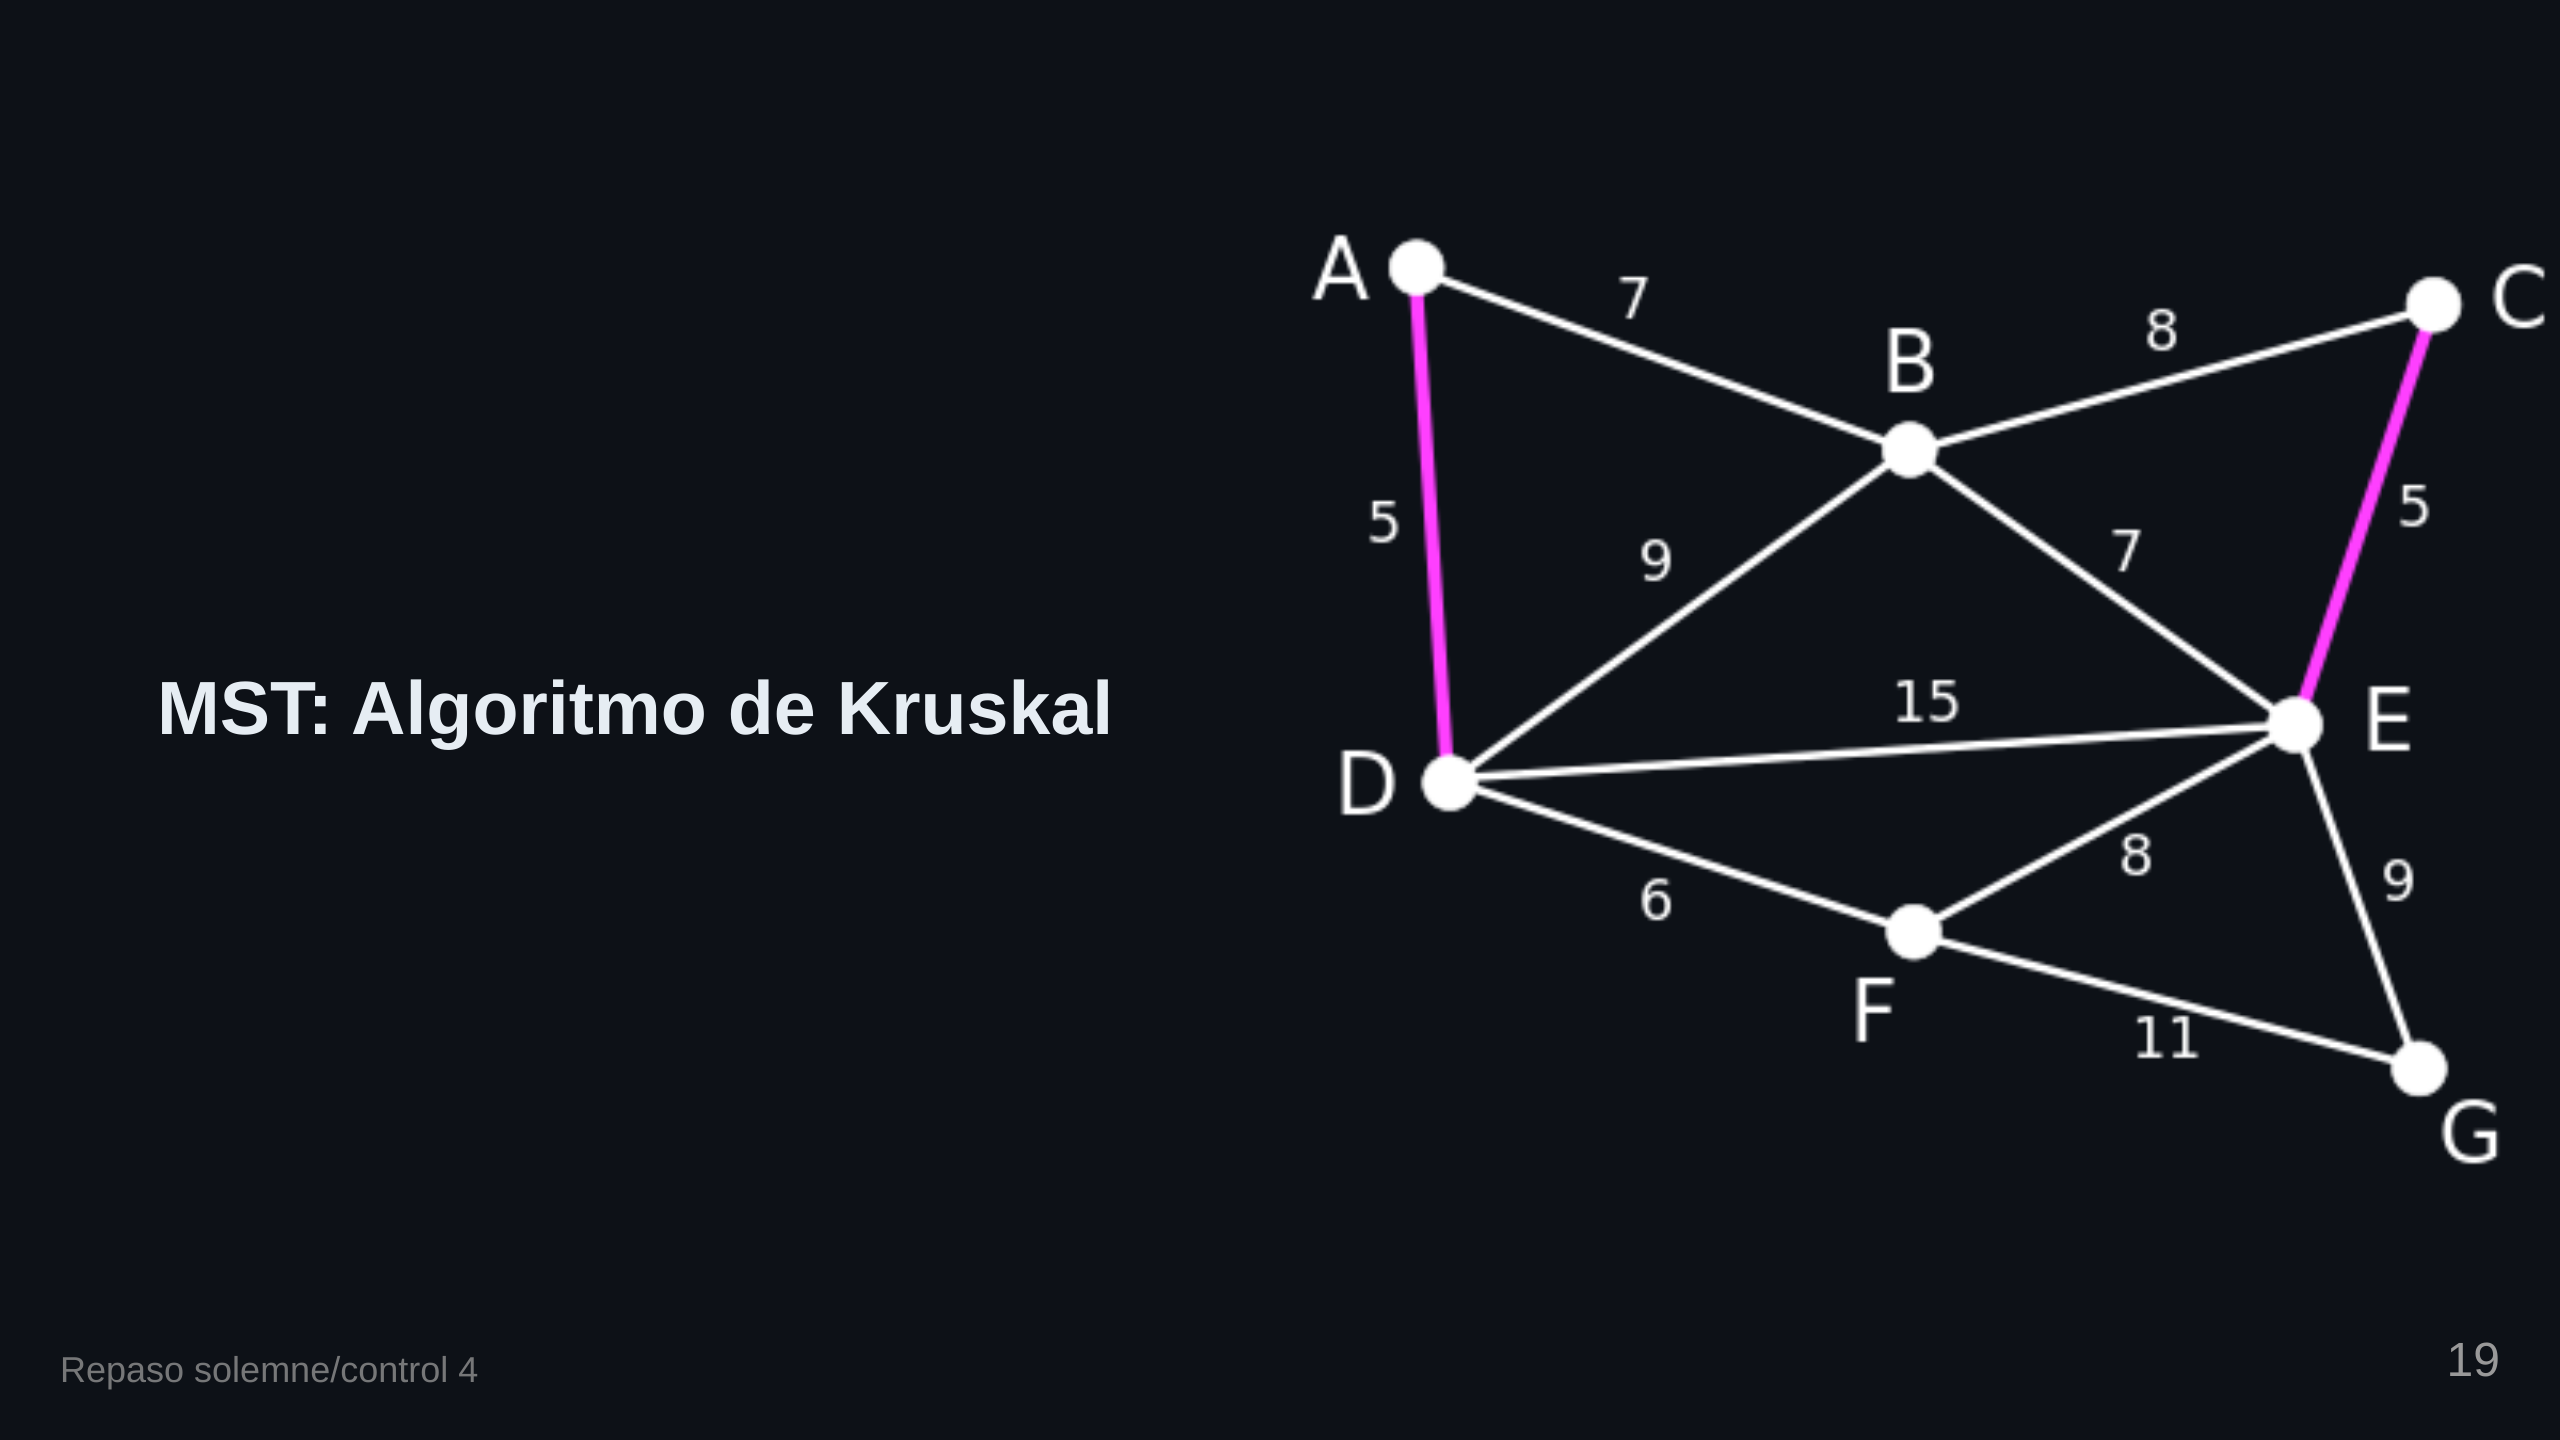 MST: Algoritmo de Kruskal
A
7
8
C
B
5
9
7
5
15
D
E
6
8
9
F
11
G
Repaso solemne/control 4
19